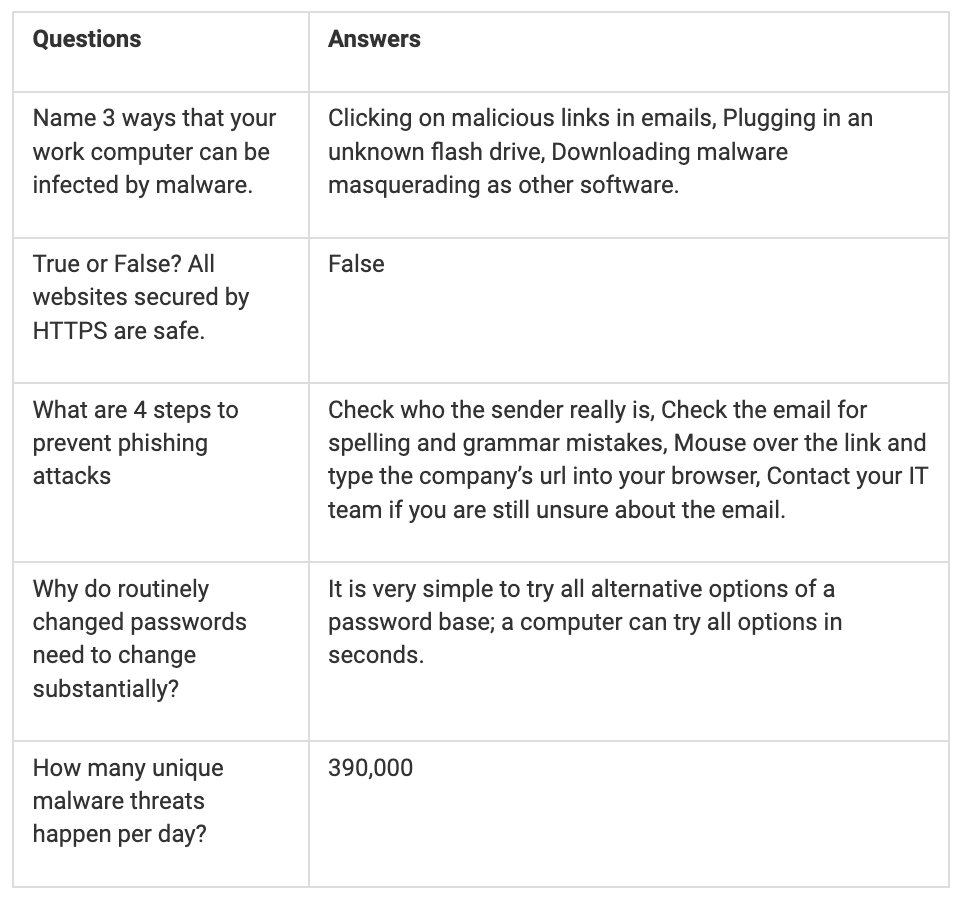 Questions
Answers
Name 3 ways that your
work computer can be
infected by malware.
Clicking on malicious links in emails, Plugging in an
unknown flash drive, Downloading malware
masquerading as other software.
True or False? All
websites secured by
HTTPS are safe.
False
What are 4 steps to
prevent phishing
attacks
Check who the sender really is, Check the email for
spelling and grammar mistakes, Mouse over the link and
type the company’s url into your browser, Contact your IT
team if you are still unsure about the email.
Why do routinely
changed passwords
need to change
substantially?
It is very simple to try all alternative options of a
password base; a computer can try all options in
seconds.
How many unique
malware threats
happen per day?
390,000